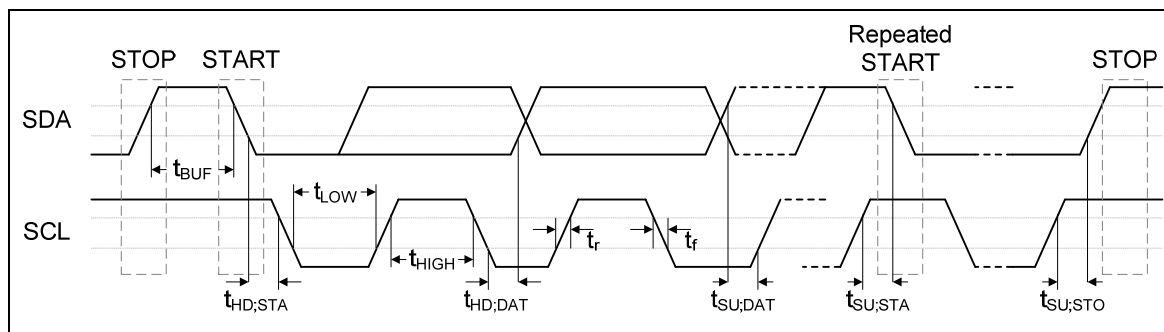 STOP START Repeated START STOP
SDA
tBUF
tLOW
SCL
tHIGH tr tf
tHD;STA tHD;DAT tSU;DAT tSU;STA tSU;STO